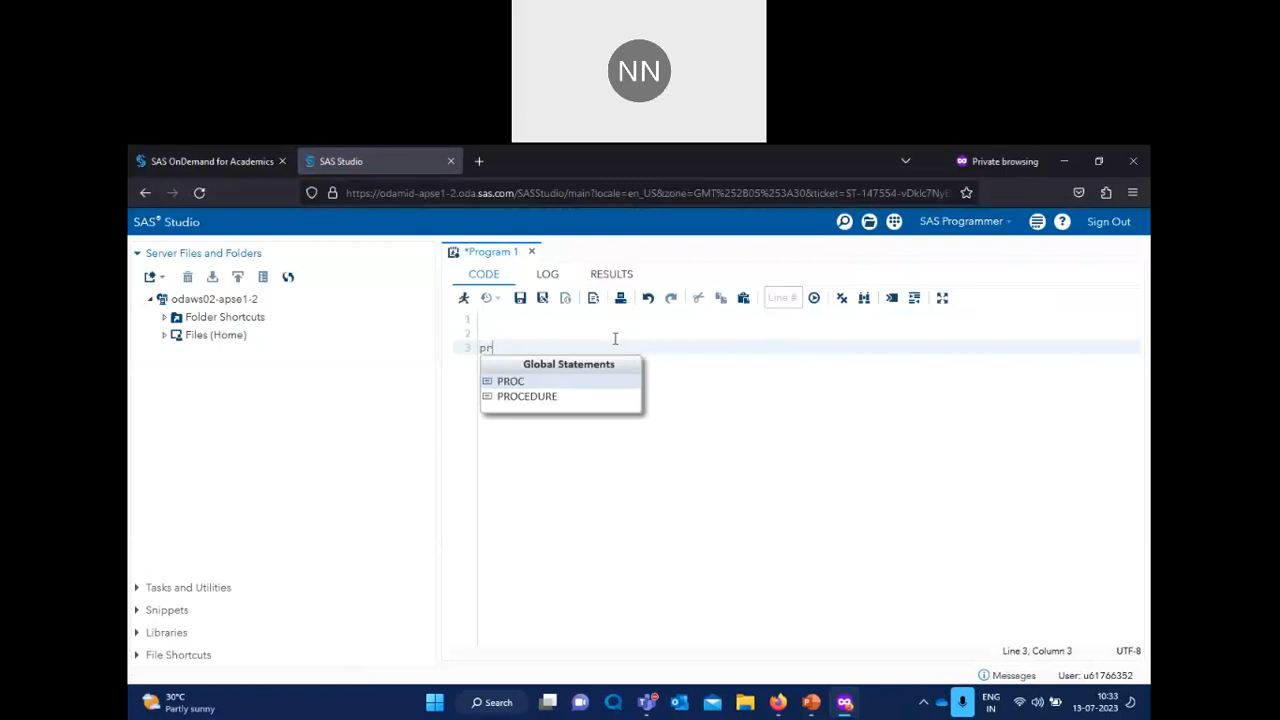 NN
SAS OnDemand for Academics
SAS Studio
Private browsing
SAS® Studio
SAS Programmer
Sign Out
Server Files and Folders
*Program 1
CODE
LOG
RESULTS
Line #
odaws02-apse1-2
Folder Shortcuts
Files (Home)
1
2
3 pr
Global Statements
PROC
PROCEDURE
Tasks and Utilities
Snippets
Libraries
File Shortcuts
Line 3, Column 3
UTF-8
Messages
User: u61766352
30°C
Partly sunny
Search
ENG
IN
10:33
13-07-2023